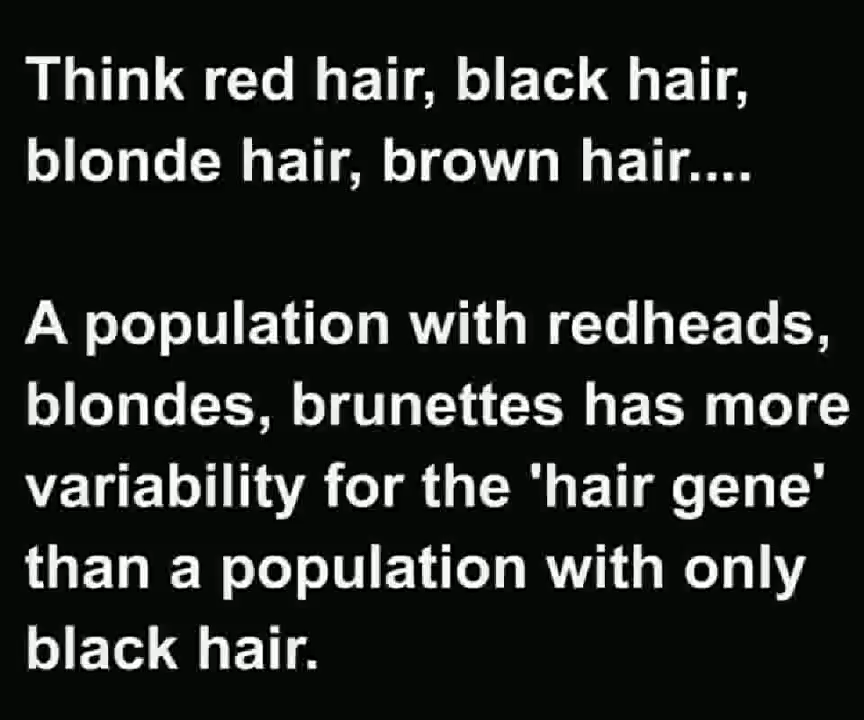 Think red hair, black hair,
blonde hair, brown hair....
A population with redheads,
blondes, brunettes has more
variability for the 'hair gene'
than a population with only
black hair.